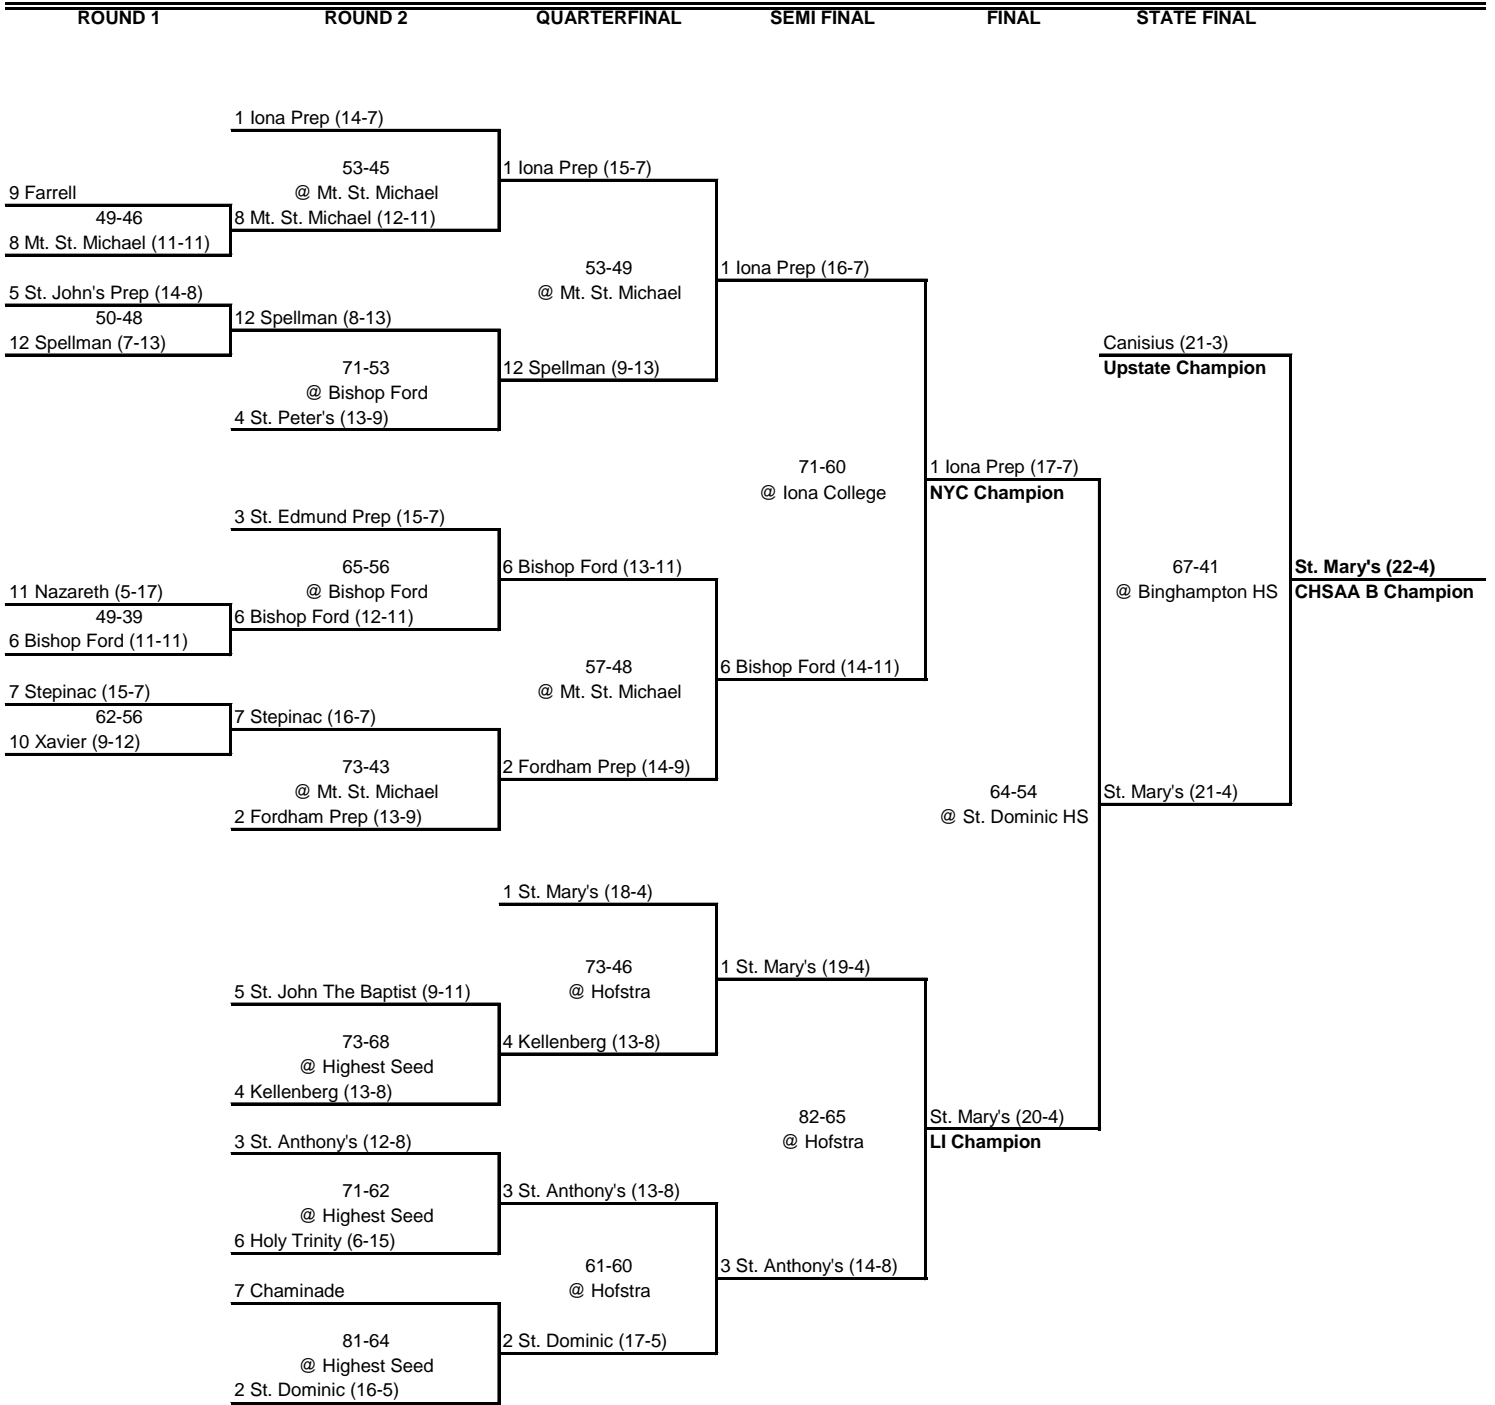 ROUND 1 ROUND 2 QUARTERFINAL SEMI FINAL FINAL STATE FINAL
1 Iona Prep (14-7)
53-45 1 Iona Prep (15-7)
9 Farrell @ Mt. St. Michael
49-46 8 Mt. St. Michael (12-11)
8 Mt. St. Michael (11-11)
53-49 1 Iona Prep (16-7)
5 St. John's Prep (14-8) @ Mt. St. Michael
50-48 12 Spellman (8-13)
12 Spellman (7-13) Canisius (21-3)
71-53 12 Spellman (9-13) Upstate Champion
@ Bishop Ford
4 St. Peter's (13-9)
71-60 1 Iona Prep (17-7)
@ Iona College NYC Champion
3 St. Edmund Prep (15-7)
65-56 6 Bishop Ford (13-11) 67-41 St. Mary's (22-4)
11 Nazareth (5-17) @ Bishop Ford @ Binghampton HS CHSAA B Champion
49-39 6 Bishop Ford (12-11)
6 Bishop Ford (11-11)
57-48 6 Bishop Ford (14-11)
7 Stepinac (15-7) @ Mt. St. Michael
62-56 7 Stepinac (16-7)
10 Xavier (9-12)
73-43 2 Fordham Prep (14-9)
@ Mt. St. Michael 64-54 St. Mary's (21-4)
2 Fordham Prep (13-9) @ St. Dominic HS
1 St. Mary's (18-4)
73-46 1 St. Mary's (19-4)
5 St. John The Baptist (9-11) @ Hofstra
73-68 4 Kellenberg (13-8)
@ Highest Seed
4 Kellenberg (13-8)
82-65 St. Mary's (20-4)
3 St. Anthony's (12-8) @ Hofstra LI Champion
71-62 3 St. Anthony's (13-8)
@ Highest Seed
6 Holy Trinity (6-15)
61-60 3 St. Anthony's (14-8)
7 Chaminade @ Hofstra
81-64 2 St. Dominic (17-5)
@ Highest Seed
2 St. Dominic (16-5)